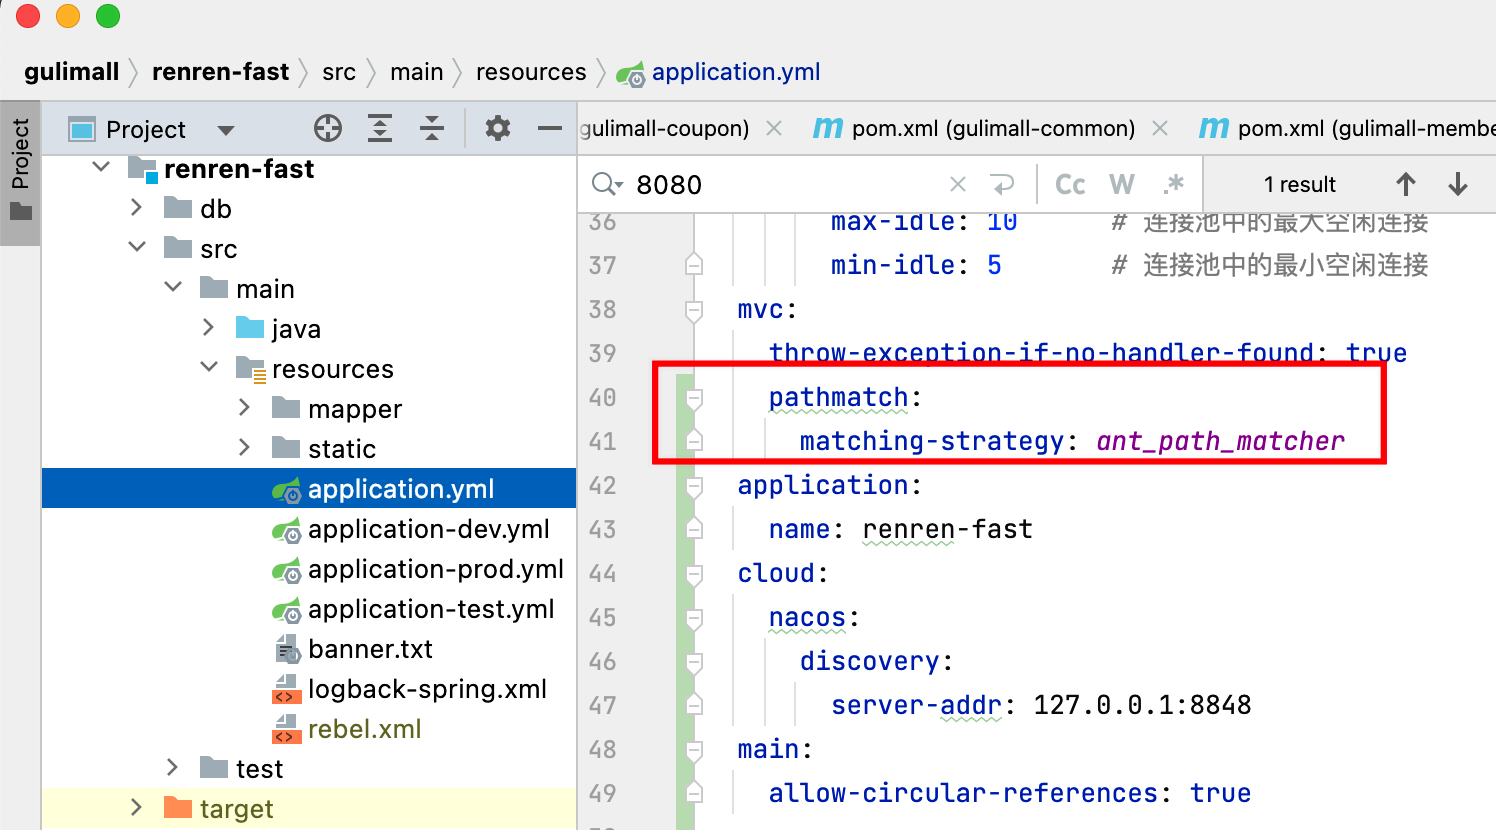 gulimall renren-fast src main resources application.yml
Project
Project
gulimall-coupon) pom.xml (gulimall-common) pom.xml (gulimall-membe
renren-fast
db
src
main
java
resources
mapper
static
application.yml
application-dev.yml
application-prod.yml
application-test.yml
banner.txt
logback-spring.xml
rebel.xml
test
target
8080 Cc W .* 1 result
36 max-idle: 10 # 连接池中的最大空闲连接
37 min-idle: 5 # 连接池中的最小空闲连接
38 mvc:
39 throw-exception-if-no-handler-found: true
40 pathmatch:
41 matching-strategy: ant_path_matcher
42 application:
43 name: renren-fast
44 cloud:
45 nacos:
46 discovery:
47 server-addr: 127.0.0.1:8848
48 main:
49 allow-circular-references: true